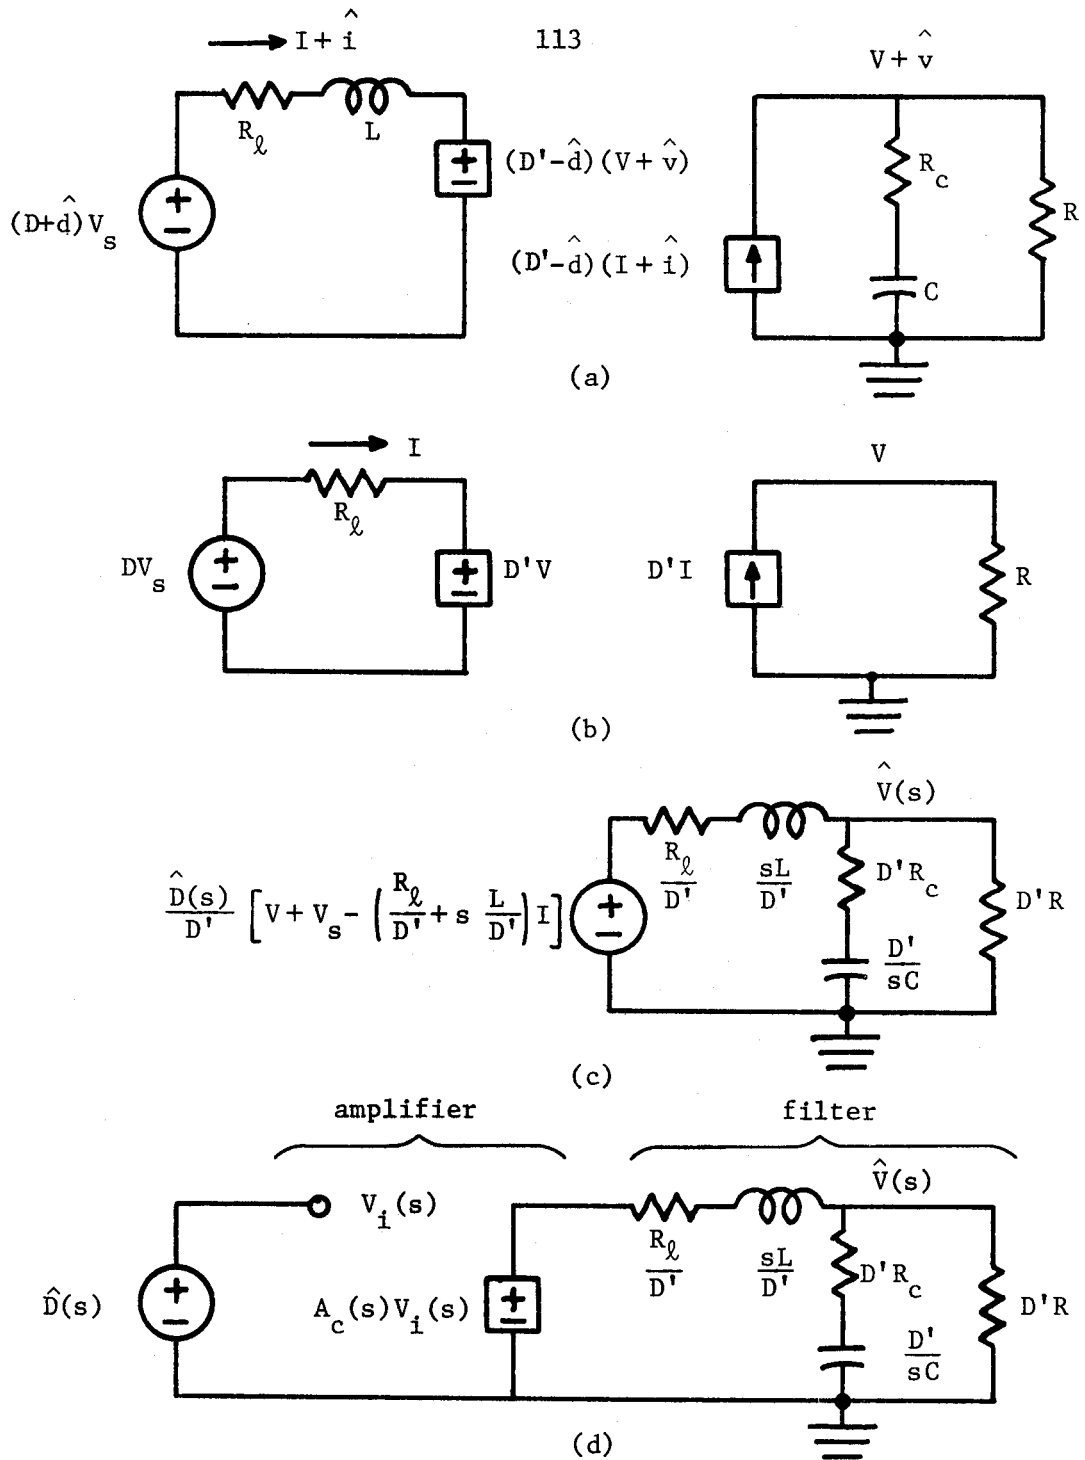 I + î
113
V + v̂
R_ℓ
L
(D'-d̂)(V + v̂)
R_c
R
(D+d̂)V_s
(D'-d̂)(I + î)
C
(a)
I
V
R_ℓ
DV_s
D'V
D'I
R
(b)
V̂(s)
R_ℓ/D'
sL/D'
D'R_c
D̂(s)/D' [V + V_s - (R_ℓ/D' + s L/D') I]
D'R
D'/sC
(c)
amplifier
filter
V_i(s)
V̂(s)
R_ℓ/D'
sL/D'
D'R_c
D̂(s)
A_c(s)V_i(s)
D'R
D'/sC
(d)